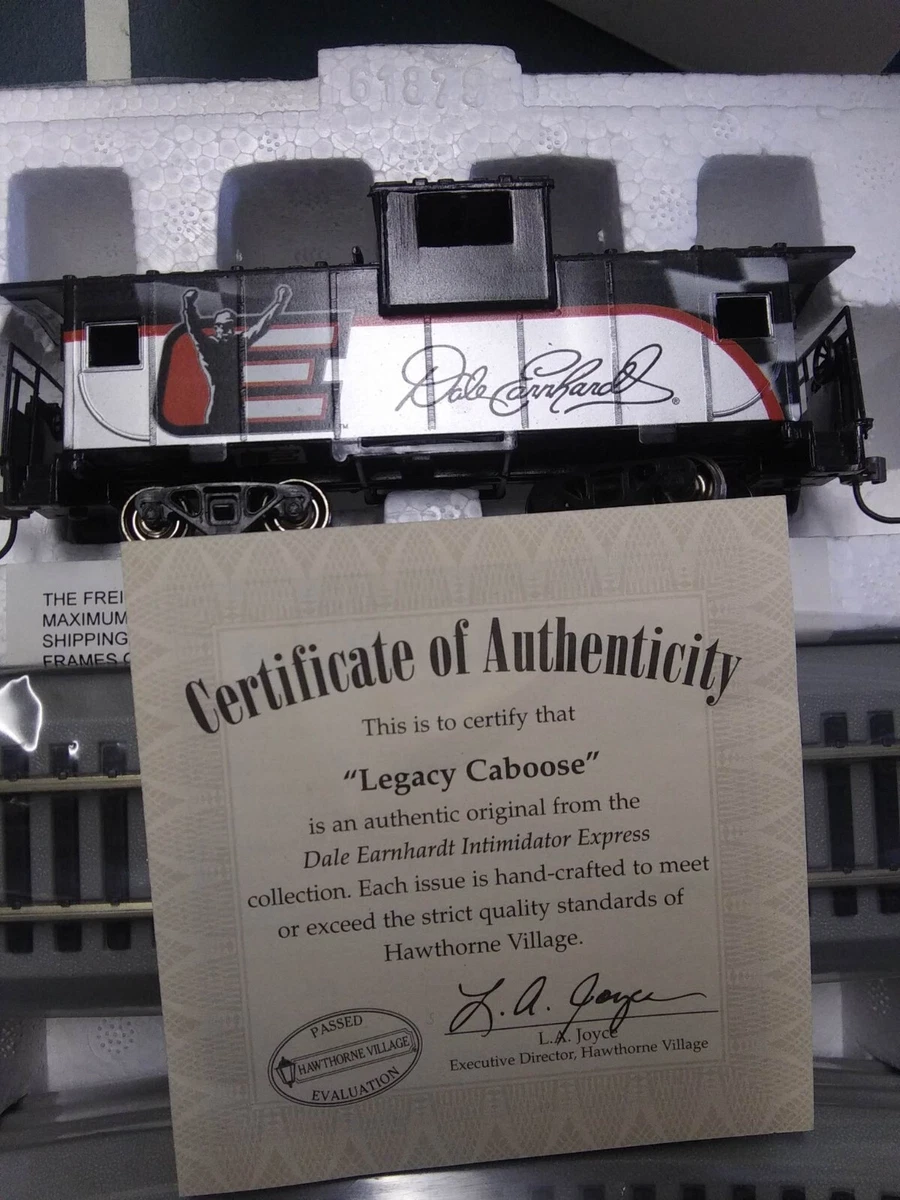 61879
Dale Earnhardt ®
E ™
THE FREI
MAXIMUM
SHIPPING
FRAMES
Certificate of Authenticity
This is to certify that
“Legacy Caboose”
is an authentic original from the
Dale Earnhardt Intimidator Express
collection. Each issue is hand-crafted to meet
or exceed the strict quality standards of
Hawthorne Village.
L. A. Joyce
L.A. Joyce
Executive Director, Hawthorne Village
PASSED
HAWTHORNE VILLAGE
EVALUATION